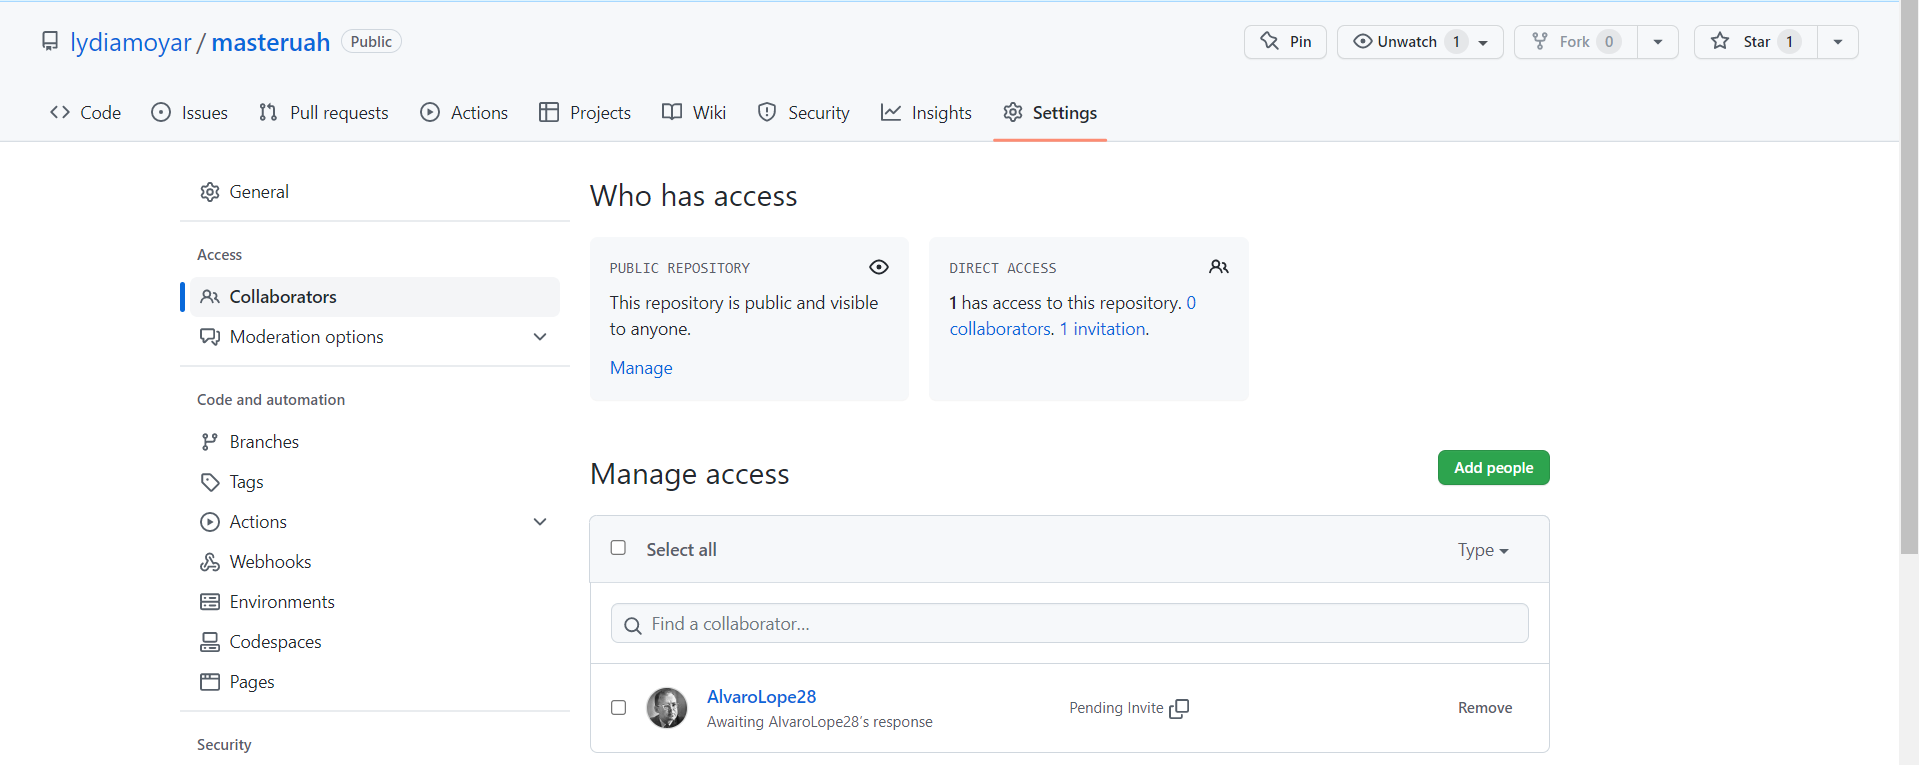 lydiamoyar / masteruah Public
Pin Unwatch 1 Fork 0 Star 1
Code Issues Pull requests Actions Projects Wiki Security Insights Settings
General
Access
Collaborators
Moderation options
Code and automation
Branches
Tags
Actions
Webhooks
Environments
Codespaces
Pages
Security
Who has access
PUBLIC REPOSITORY
This repository is public and visible
to anyone.
Manage
DIRECT ACCESS
1 has access to this repository. 0
collaborators. 1 invitation.
Manage access
Add people
Select all Type
Find a collaborator...
AlvaroLope28
Awaiting AlvaroLope28's response
Pending Invite
Remove